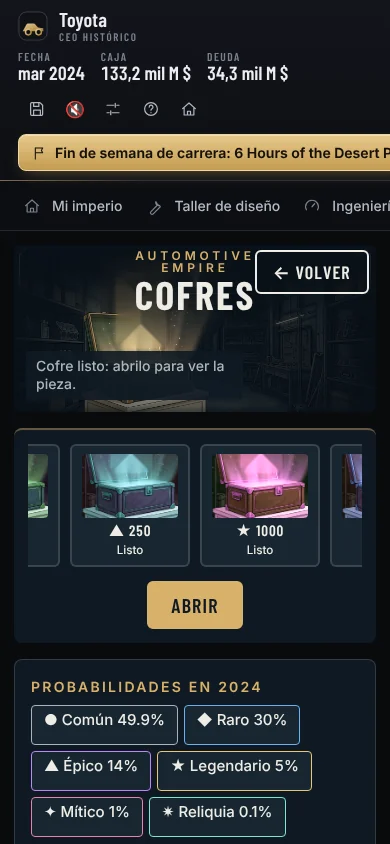 Toyota
CEO HISTÓRICO
FECHA CAJA DEUDA
mar 2024 133,2 mil M $ 34,3 mil M $
Fin de semana de carrera: 6 Hours of the Desert P
Mi imperio Taller de diseño Ingenierí
AUTOMOTIVE
EMPIRE
COFRES
← VOLVER
Cofre listo: abrilo para ver la
pieza.
▲ 250 ★ 1000
Listo Listo
ABRIR
PROBABILIDADES EN 2024
● Común 49.9% ◆ Raro 30%
▲ Épico 14% ★ Legendario 5%
✦ Mítico 1% ✷ Reliquia 0.1%